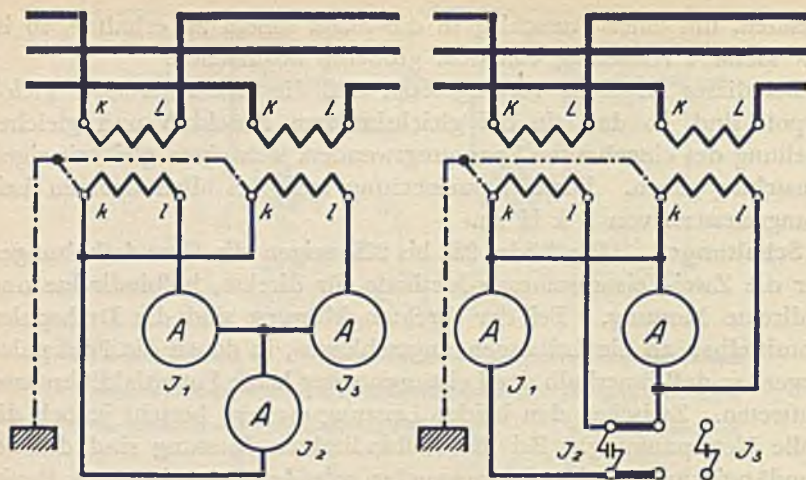 K L K L
k l k l
A A
J₁ J₃
A
J₂
K L K L
k l k l
A A
J₁
J₂ J₃